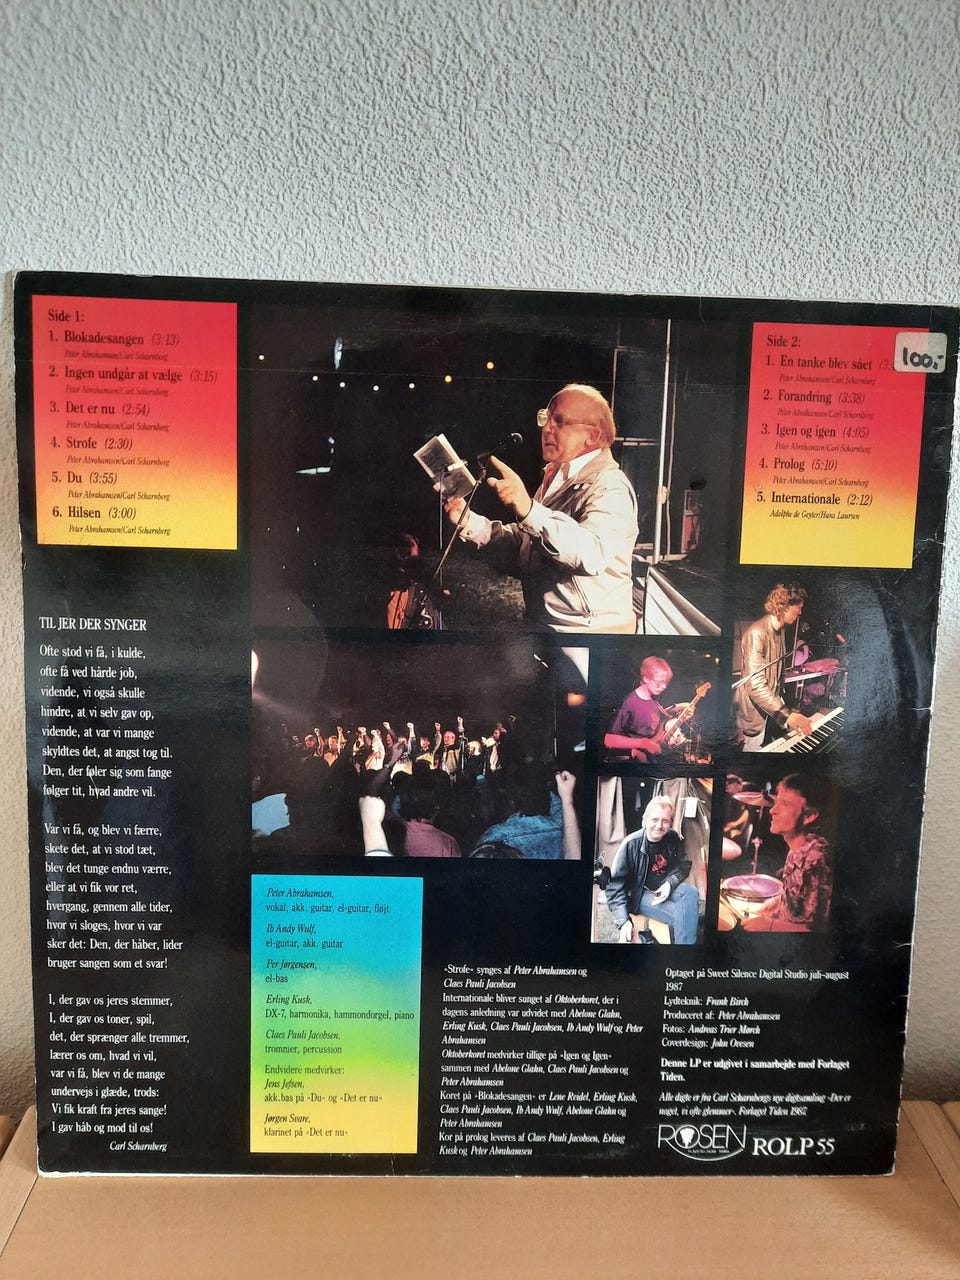 Side 1:
1. Blokadesangen (3:13)
Peter Abrahamsen/Carl Scharnberg
2. Ingen undgår at vælge (3:15)
Peter Abrahamsen/Carl Scharnberg
3. Det er nu (2:54)
Peter Abrahamsen/Carl Scharnberg
4. Strofe (2:30)
Peter Abrahamsen/Carl Scharnberg
5. Du (3:55)
Peter Abrahamsen/Carl Scharnberg
6. Hilsen (3:00)
Peter Abrahamsen/Carl Scharnberg
Side 2:
100,-
1. En tanke blev sået
Peter Abrahamsen/Carl Scharnberg
2. Forandring (3:38)
Peter Abrahamsen/Carl Scharnberg
3. Igen og igen (4:05)
Peter Abrahamsen/Carl Scharnberg
4. Prolog (5:10)
Peter Abrahamsen/Carl Scharnberg
5. Internationale (2:12)
Adolphe de Geyter/Hans Laursen
TIL JER DER SYNGER
Ofte stod vi få, i kulde,
ofte få ved hårde job,
vidende, vi også skulle
hindre, at vi selv gav op,
vidende, at var vi mange
skyldtes det, at angst tog til.
Den, der føler sig som fange
følger tit, hvad andre vil.
Var vi få, og blev vi færre,
skete det, at vi stod tæt,
blev det tunge endnu værre,
eller at vi fik vor ret,
hvergang, gennem alle tider,
hvor vi sloges, hvor vi var
sker det: Den, der håber, lider
bruger sangen som et svar!
I, der gav os jeres stemmer,
I, der gav os toner, spil,
det, der sprænger alle tremmer,
lærer os om, hvad vi vil,
var vi få, blev vi de mange
undervejs i glæde, trods:
Vi fik kraft fra jeres sange!
I gav håb og mod til os!
Carl Scharnberg
Peter Abrahamsen,
vokal, akk. guitar, el-guitar, fløjt
Ib Andy Wulf,
el-guitar, akk. guitar
Per Jørgensen,
el-bas
Erling Kusk,
DX-7, harmonika, hammondorgel, piano
Claes Pauli Jacobsen,
trommer, percussion
Endvidere medvirker:
Jens Jefsen,
akk.bas på »Du« og »Det er nu«
Jørgen Svare,
klarinet på »Det er nu«
»Strofe« synges af Peter Abrahamsen og
Claes Pauli Jacobsen
Internationale bliver sunget af Oktoberkoret, der i
dagens anledning var udvidet med Abelone Glahn,
Erling Kusk, Claes Pauli Jacobsen, Ib Andy Wulf og Peter
Abrahamsen
Oktoberkoret medvirker tillige på »Igen og Igen«
sammen med Abelone Glahn, Claes Pauli Jacobsen og
Peter Abrahamsen
Koret på »Blokadesangen« er Lene Reidel, Erling Kusk,
Claes Pauli Jacobsen, Ib Andy Wulf, Abelone Glahn og
Peter Abrahamsen
Kor på prolog leveres af Claes Pauli Jacobsen, Erling
Kusk og Peter Abrahamsen
Optaget på Sweet Silence Digital Studio juli-august
1987
Lydteknik: Frank Birch
Produceret af: Peter Abrahamsen
Fotos: Andreas Trier Mørch
Coverdesign: John Ovesen
Denne LP er udgivet i samarbejde med Forlaget
Tiden.
Alle digte er fra Carl Scharnbergs nye digtsamling »Der er
noget, vi ofte glemmer«. Forlaget Tiden 1987
ROSEN
ROLP 55